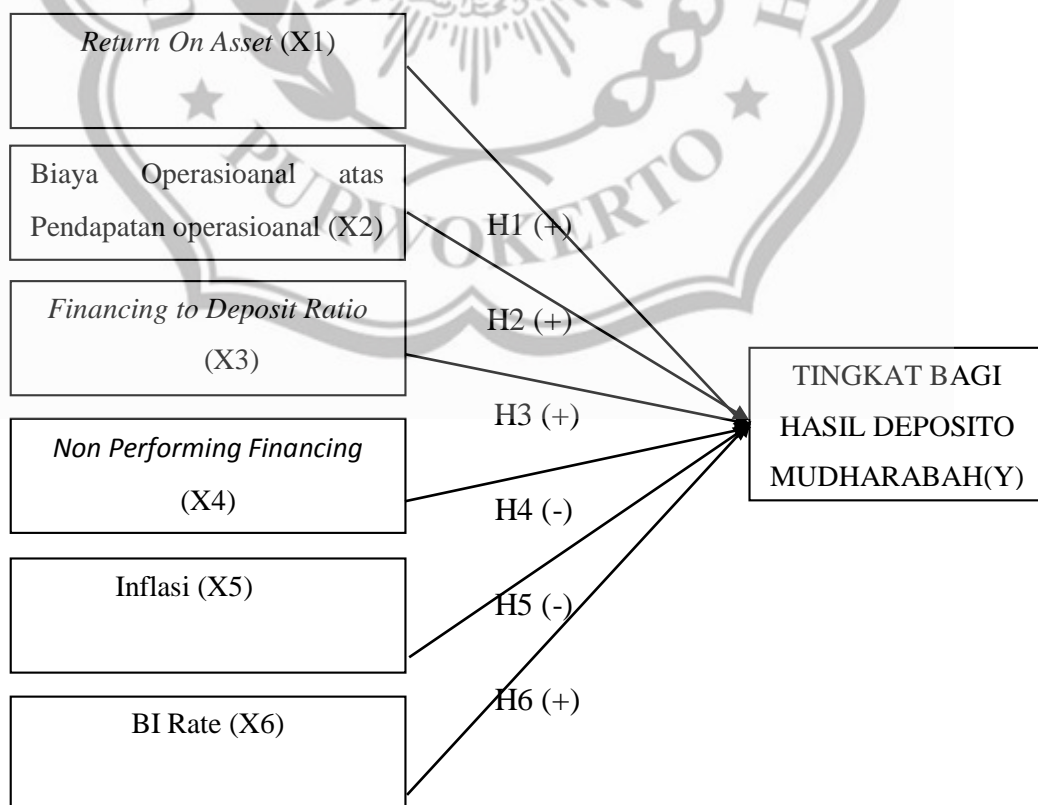 Return On Asset (X1)
Biaya Operasioanal atas
Pendapatan operasioanal (X2)
H1 (+)
PURWOKERTO
Financing to Deposit Ratio
(X3)
H2 (+)
TINGKAT BAGI
HASIL DEPOSITO
MUDHARABAH(Y)
H3 (+)
Non Performing Financing
(X4)
H4 (-)
Inflasi (X5)
H5 (-)
H6 (+)
BI Rate (X6)